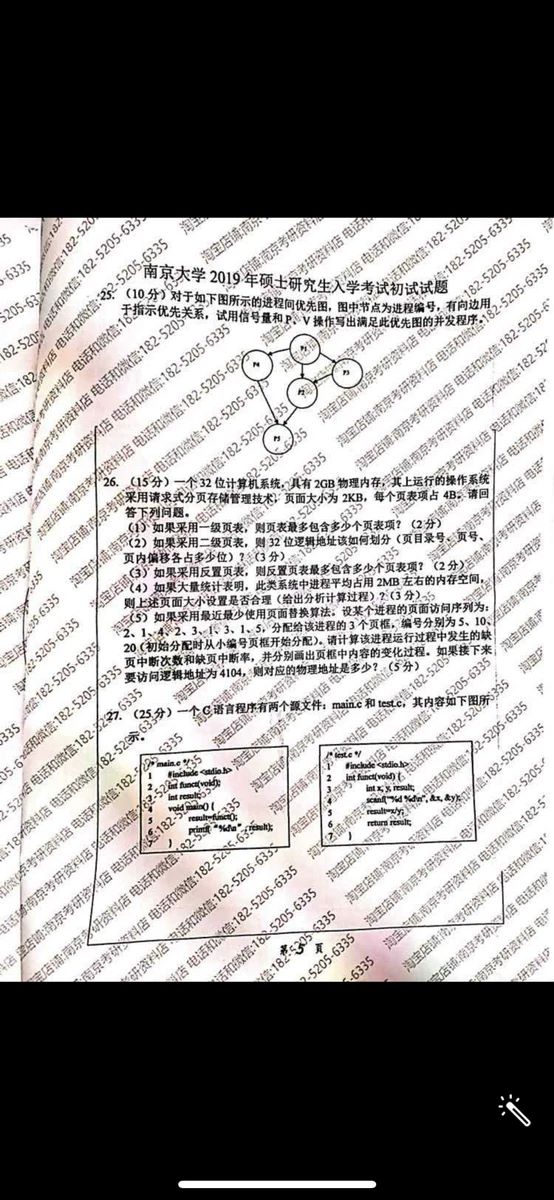 南京大学 2019 年硕士研究生入学考试初试试题
25. (10 分) 对于如下图所示的进程间优先图，图中节点为进程编号，有向边用
于指示优先关系，试用信号量和 P、V 操作写出满足此优先图的并发程序。
P1
P4
P3
P2
P5
26. (15 分) 一个 32 位计算机系统，具有 2GB 物理内存，其上运行的操作系统
采用请求式分页存储管理技术，页面大小为 2KB，每个页表项占 4B。请回
答下列问题。
(1) 如果采用一级页表，则页表最多包含多少个页表项？(2 分)
(2) 如果采用二级页表，则 32 位逻辑地址该如何划分（页目录号、页号、
页内偏移各占多少位）？(3 分)
(3) 如果采用反置页表，则反置页表最多包含多少个页表项？(2 分)
(4) 如果大量统计表明，此类系统中进程平均占用 2MB 左右的内存空间，
则上述页面大小设置是否合理（给出分析计算过程）？(3 分)
(5) 如果采用最近最少使用页面替换算法。设某个进程的页面访问序列为：
2、1、4、2、3、1、3、1、5，分配给该进程的 3 个页框，编号分别为 5、10、
20（初始分配时从小编号页框开始分配）。请计算该进程运行过程中发生的缺
页中断次数和缺页中断率，并分别画出页框中内容的变化过程。如果接下来
要访问逻辑地址为 4104，则对应的物理地址是多少？(5 分)
27. (25 分) 一个 C 语言程序有两个源文件：main.c 和 test.c，其内容如下图所
示。
/* main.c */
1 #include <stdio.h>
2 int funct(void);
3 int result;
4 void main() {
5 result=funct();
6 printf( "%d\n" , result);
7 }
/* test.c */
1 #include <stdio.h>
2 int funct(void) {
3 int x, y, result;
4 scanf("%d %d\n", &x, &y);
5 result=x/y;
6 return result;
7 }
第 5 页
淘宝店铺:南京考研资料店 电话和微信:182-5205-6335